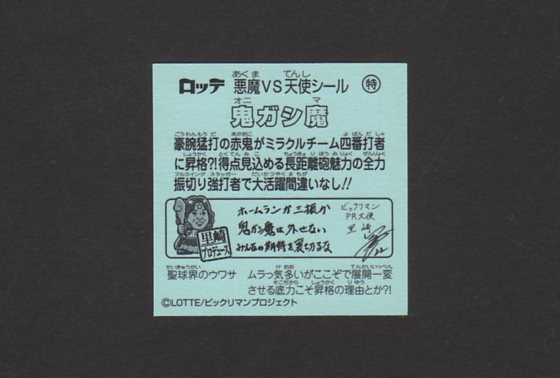 ロッテ 悪魔VS天使シール 特
鬼ガシ魔
豪腕猛打の赤鬼がミラクルチーム四番打者
に昇格?!得点見込める長距離砲魅力の全力
振切り強打者で大活躍間違いなし!!
ホームランか三振か
鬼ガシ魔は外せない
みんなの期待を裏切るな
ビックリマン
PR大使
里崎
里崎
プロデュース
聖球界のウワサ
ムラっ気多いがここぞで展開一変
させる底力こそ昇格の理由とか?!
©LOTTE/ビックリマンプロジェクト